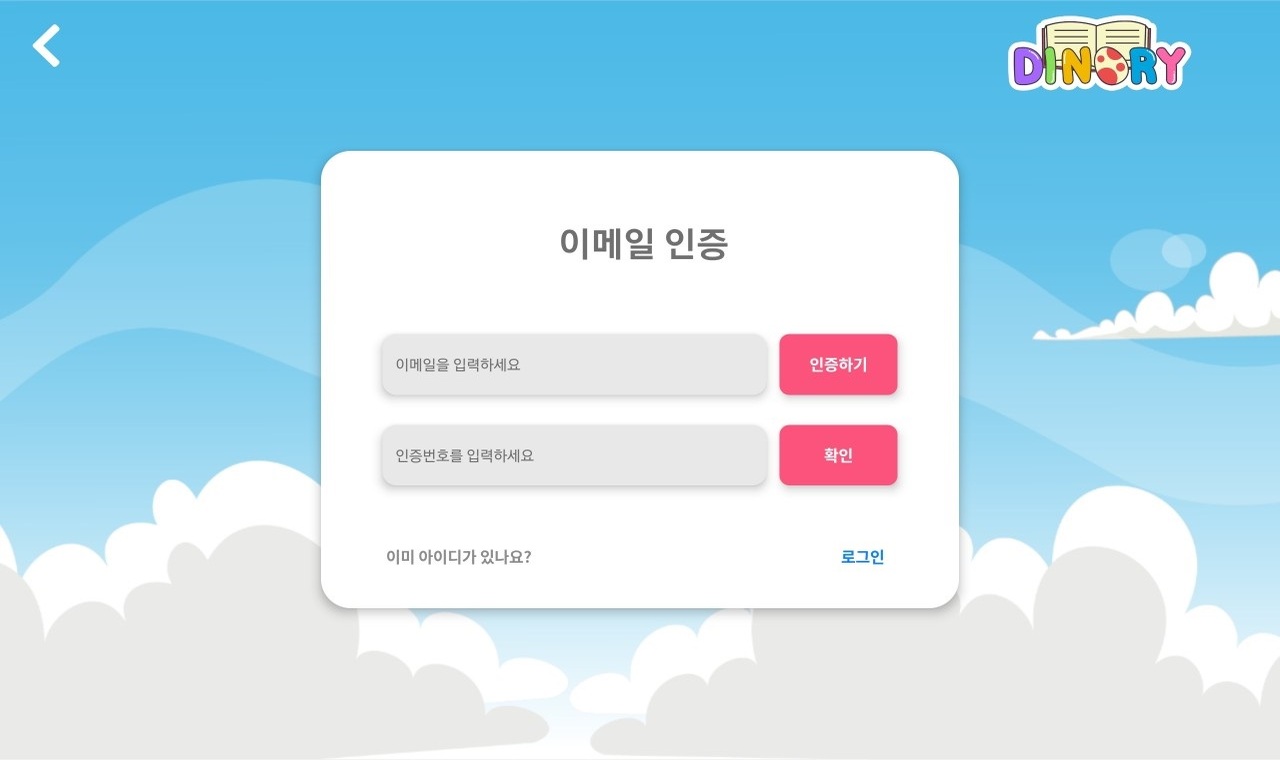 DINORY
이메일 인증
이메일을 입력하세요
인증하기
인증번호를 입력하세요
확인
이미 아이디가 있나요?
로그인